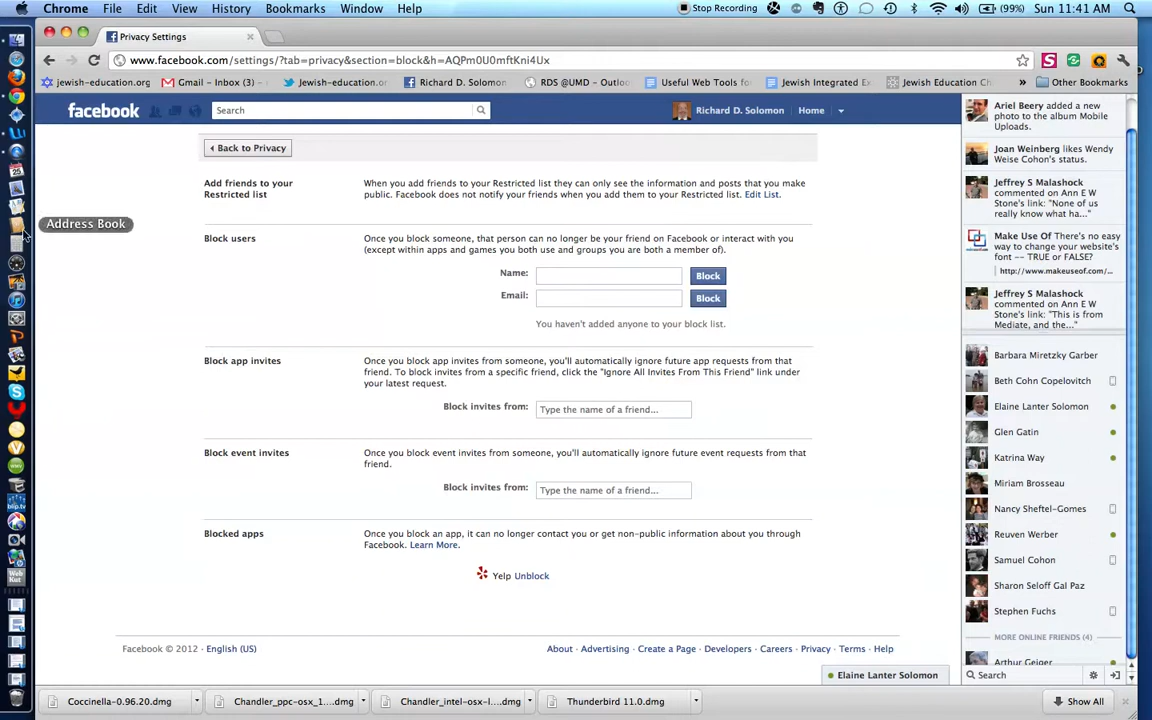 Chrome File Edit View History Bookmarks Window Help Stop Recording (99%) Sun 11:41 AM
Privacy Settings
www.facebook.com/settings/?tab=privacy&section=block&h=AQPm0U0mftKni4Ux
jewish-education.org Gmail - Inbox (3) -... Jewish-education.or... Richard D. Solomon RDS @UMD - Outloo... Useful Web Tools fo... Jewish Integrated Ex... Jewish Education Ch... » Other Bookmarks
facebook Search Richard D. Solomon Home
Back to Privacy
Add friends to your
Restricted list
When you add friends to your Restricted list they can only see the information and posts that you make
public. Facebook does not notify your friends when you add them to your Restricted list. Edit List.
Address Book
Block users
Once you block someone, that person can no longer be your friend on Facebook or interact with you
(except within apps and games you both use and groups you are both a member of).
Name: Block
Email: Block
You haven't added anyone to your block list.
Block app invites
Once you block app invites from someone, you'll automatically ignore future app requests from that
friend. To block invites from a specific friend, click the "Ignore All Invites From This Friend" link under
your latest request.
Block invites from: Type the name of a friend...
Block event invites
Once you block event invites from someone, you'll automatically ignore future event requests from that
friend.
Block invites from: Type the name of a friend...
Blocked apps
Once you block an app, it can no longer contact you or get non-public information about you through
Facebook. Learn More.
Yelp Unblock
Facebook © 2012 · English (US)
About · Advertising · Create a Page · Developers · Careers · Privacy · Terms · Help
Ariel Beery added a new
photo to the album Mobile
Uploads.
Joan Weinberg likes Wendy
Weise Cohon's status.
Jeffrey S Malashock
commented on Ann E W
Stone's link: "None of us
really know what ha..."
Make Use Of There's no easy
way to change your website's
font -- TRUE or FALSE?
http://www.makeuseof.com/...
Jeffrey S Malashock
commented on Ann E W
Stone's link: "This is from
Mediate, and the..."
Barbara Miretzky Garber
Beth Cohn Copelovitch
Elaine Lanter Solomon
Glen Gatin
Katrina Way
Miriam Brosseau
Nancy Sheftel-Gomes
Reuven Werber
Samuel Cohon
Sharon Seloff Gal Paz
Stephen Fuchs
MORE ONLINE FRIENDS (4)
Arthur Geiger
Elaine Lanter Solomon
Search
blip.tv
Web
Kut
Coccinella-0.96.20.dmg Chandler_ppc-osx_1....dmg Chandler_intel-osx-l....dmg Thunderbird 11.0.dmg Show All